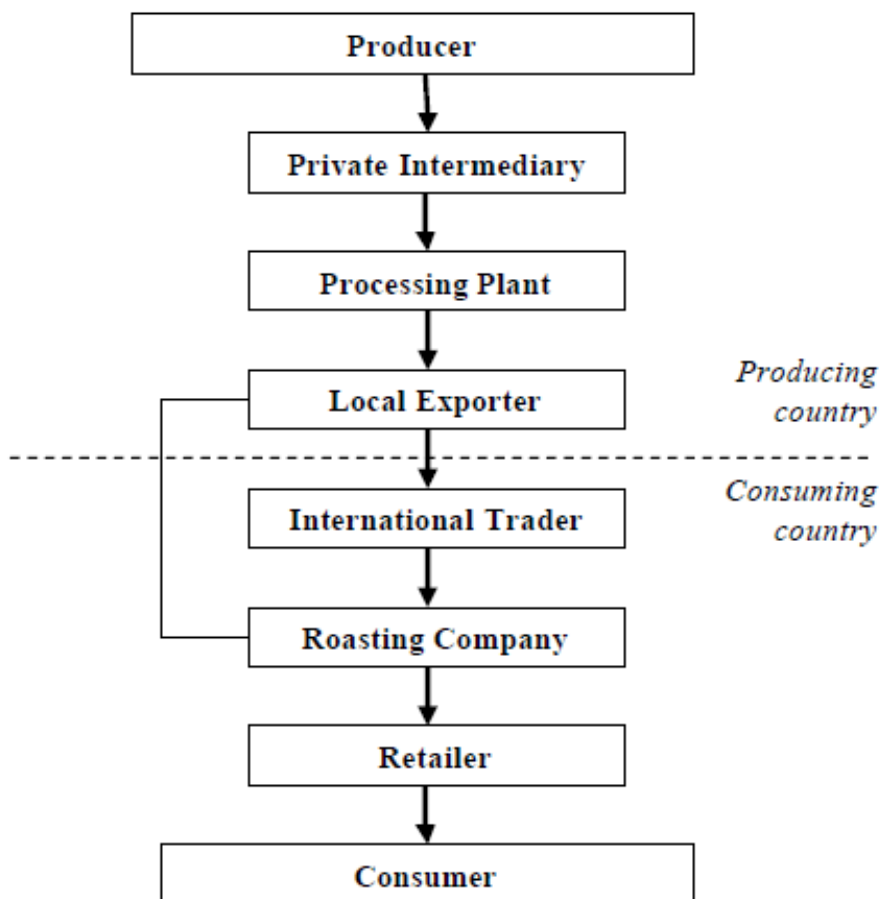 Producer
Private Intermediary
Processing Plant
Local Exporter
Producing
country
International Trader
Consuming
country
Roasting Company
Retailer
Consumer